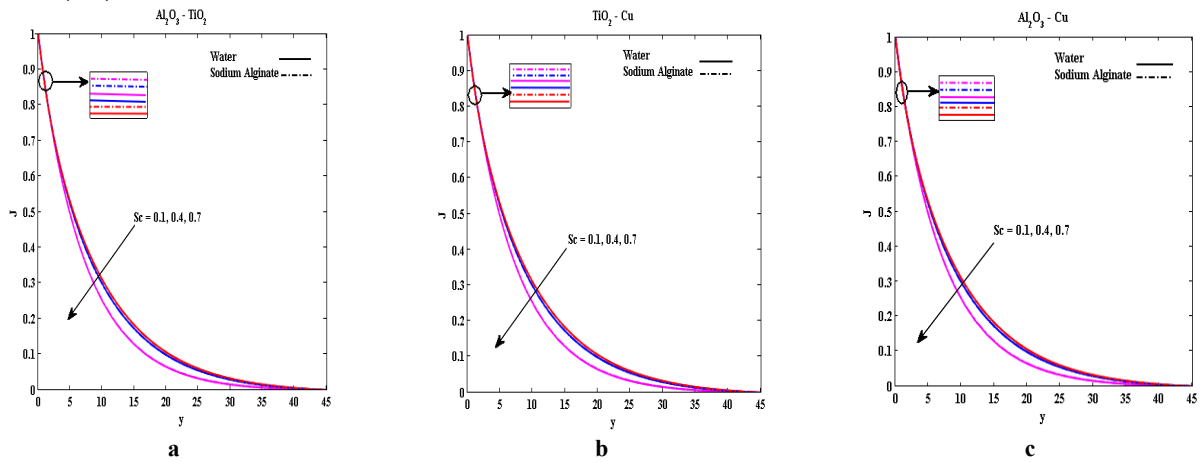 Al₂O₃ - TiO₂
1
0.9
0.8
0.7
0.6
0.5
0.4
0.3
0.2
0.1
0
J
Water
Sodium Alginate
Sc = 0.1, 0.4, 0.7
0 5 10 15 20 25 30 35 40 45
y
a
TiO₂ - Cu
1
0.9
0.8
0.7
0.6
0.5
0.4
0.3
0.2
0.1
0
J
Water
Sodium Alginate
Sc = 0.1, 0.4, 0.7
0 5 10 15 20 25 30 35 40 45
y
b
Al₂O₃ - Cu
1
0.9
0.8
0.7
0.6
0.5
0.4
0.3
0.2
0.1
0
J
Water
Sodium Alginate
Sc = 0.1, 0.4, 0.7
0 5 10 15 20 25 30 35 40 45
y
c